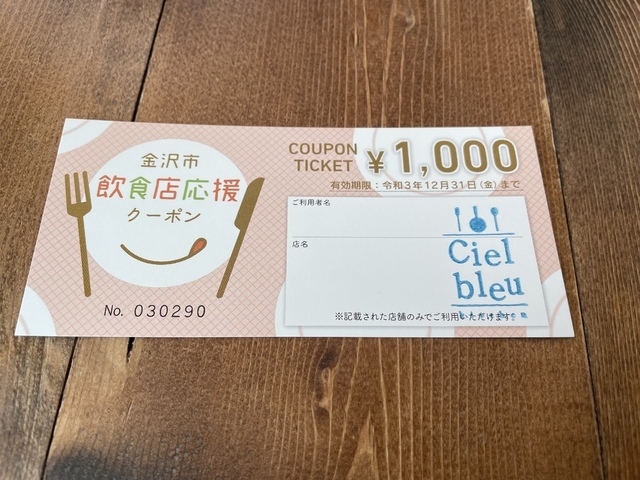 金沢市
飲食店応援
クーポン
No. 030290
COUPON
TICKET ¥1,000
有効期限：令和3年12月31日(金)まで
ご利用者名
店名
Ciel
bleu
※記載された店舗のみでご利用いただけます。